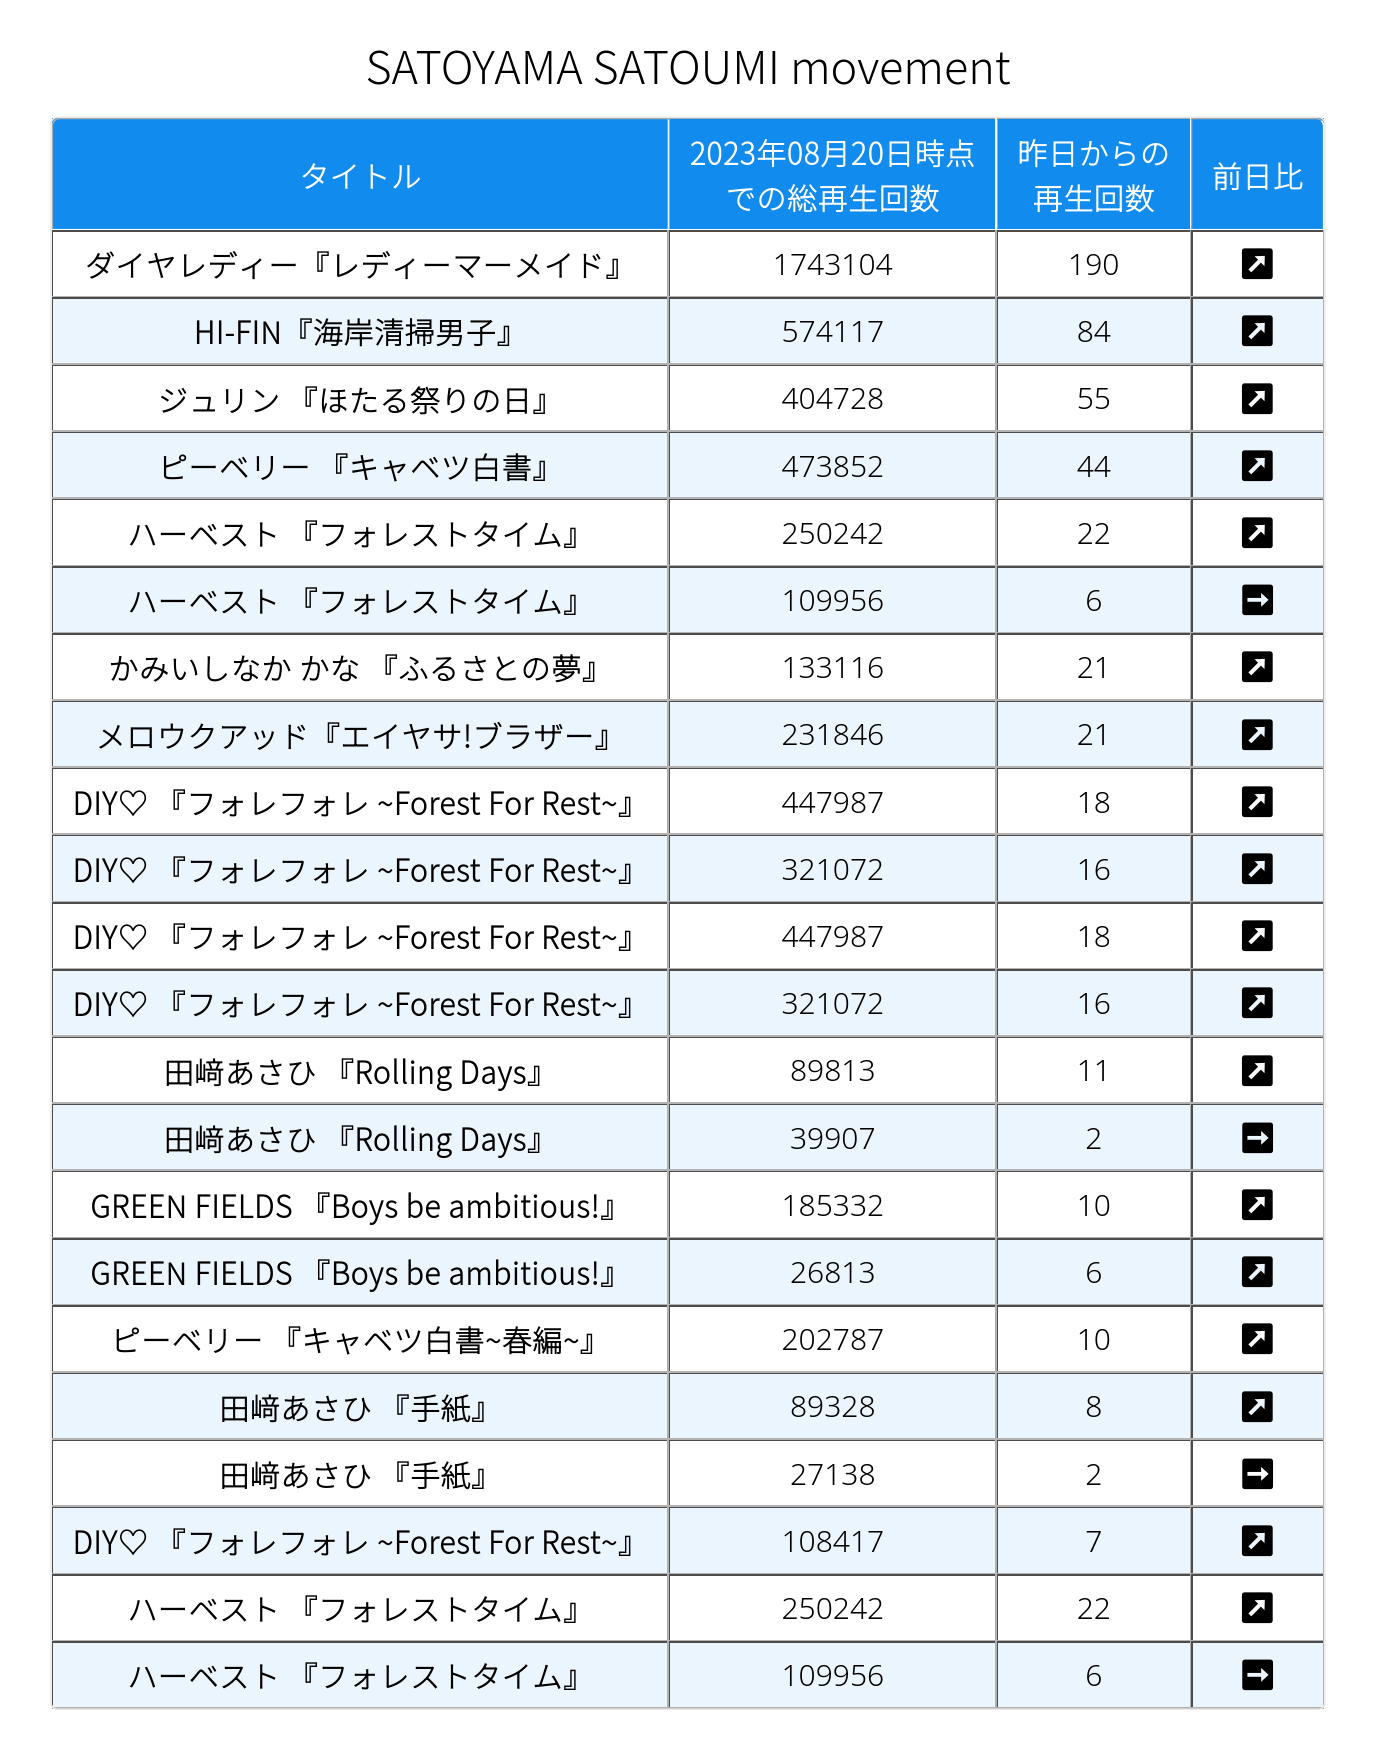 SATOYAMA SATOUMI movement
タイトル 2023年08月20日時点での総再生回数 昨日からの再生回数 前日比
ダイヤレディー『レディーマーメイド』 1743104 190
HI-FIN『海岸清掃男子』 574117 84
ジュリン 『ほたる祭りの日』 404728 55
ピーベリー 『キャベツ白書』 473852 44
ハーベスト 『フォレストタイム』 250242 22
ハーベスト 『フォレストタイム』 109956 6
かみいしなか かな 『ふるさとの夢』 133116 21
メロウクアッド『エイヤサ!ブラザー』 231846 21
DIY♡ 『フォレフォレ ~Forest For Rest~』 447987 18
DIY♡ 『フォレフォレ ~Forest For Rest~』 321072 16
DIY♡ 『フォレフォレ ~Forest For Rest~』 447987 18
DIY♡ 『フォレフォレ ~Forest For Rest~』 321072 16
田﨑あさひ 『Rolling Days』 89813 11
田﨑あさひ 『Rolling Days』 39907 2
GREEN FIELDS 『Boys be ambitious!』 185332 10
GREEN FIELDS 『Boys be ambitious!』 26813 6
ピーベリー 『キャベツ白書~春編~』 202787 10
田﨑あさひ 『手紙』 89328 8
田﨑あさひ 『手紙』 27138 2
DIY♡ 『フォレフォレ ~Forest For Rest~』 108417 7
ハーベスト 『フォレストタイム』 250242 22
ハーベスト 『フォレストタイム』 109956 6